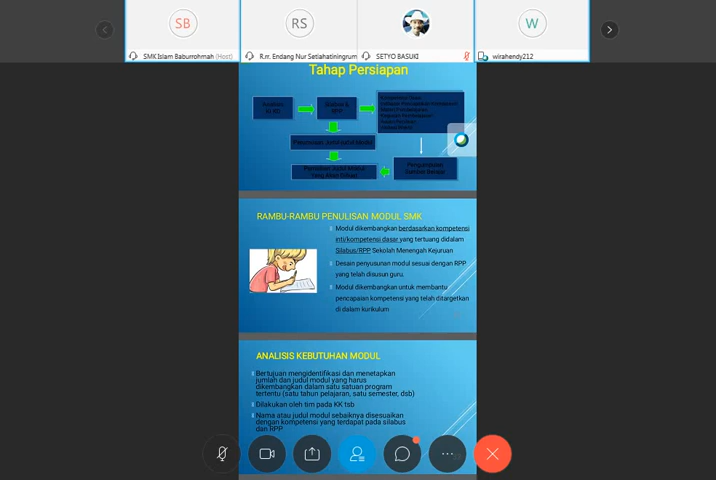 SB
RS
W
SMK Islam Baburrohmah (Host)
R.rr. Endang Nur Setiahatiningrum
SETYO BASUKI
wirahendy212
Tahap Persiapan
RAMBU-RAMBU PENULISAN MODUL SMK
Modul dikembangkan berdasarkan kompetensi
inti/kompetensi dasar yang tertuang didalam
Silabus/RPP Sekolah Menengah Kejuruan
Desain penyusunan modul sesuai dengan RPP
yang telah disusun guru.
Modul dikembangkan untuk membantu
pencapaian kompetensi yang telah ditargetkan
di dalam kurikulum
ANALISIS KEBUTUHAN MODUL
Bertujuan mengidentifikasi dan menetapkan
jumlah dan judul modul yang harus
dikembangkan dalam satu satuan program
tertentu (satu tahun pelajaran, satu semester, dsb)
Dilakukan oleh tim pada KK tsb
Nama atau judul modul sebaiknya disesuaikan
dengan kompetensi yang terdapat pada silabus
dan RPP